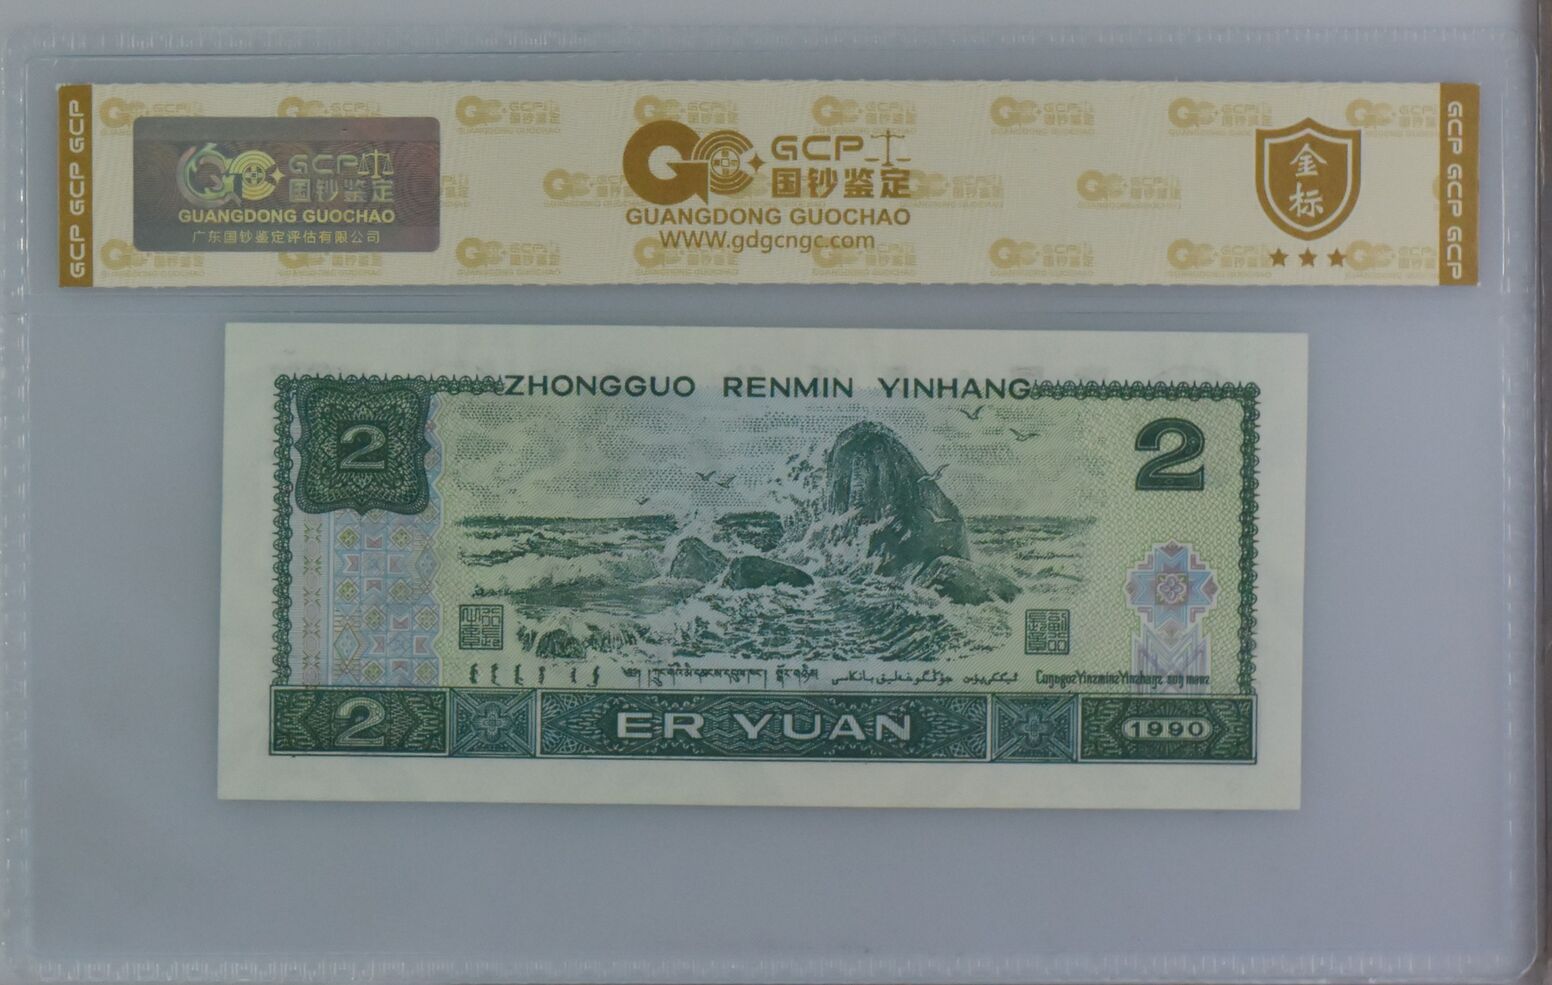 GCP GCP GCP
GCP
国钞鉴定
GUANGDONG GUOCHAO
广东国钞鉴定评估有限公司
GCP
国钞鉴定
GUANGDONG GUOCHAO
WWW.gdgcngc.com
金标
GCP GCP GCP
ZHONGGUO RENMIN YINHANG
2
2
2
ER YUAN
1990